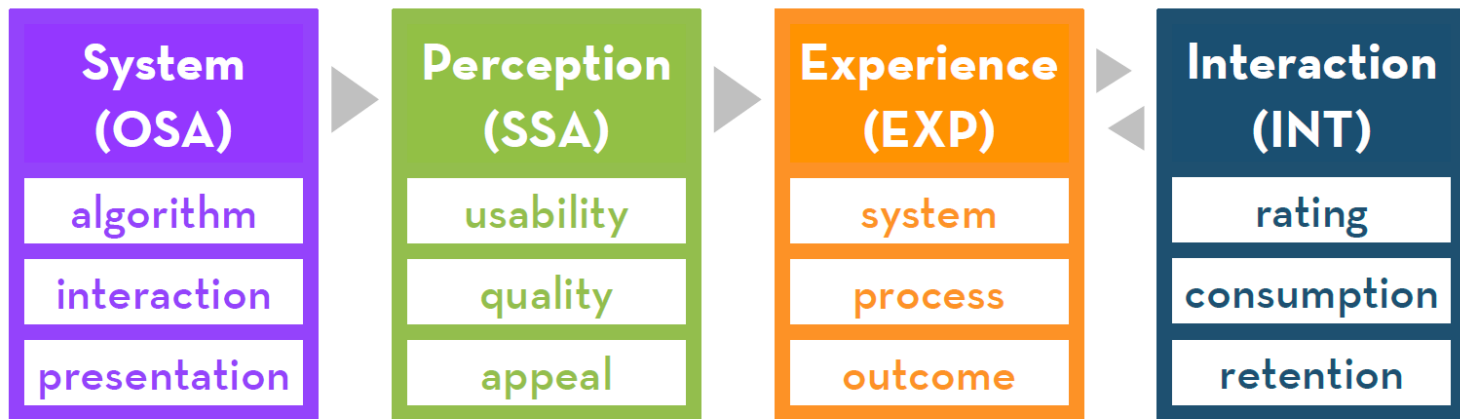 System
(OSA)
algorithm
interaction
presentation
Perception
(SSA)
usability
quality
appeal
Experience
(EXP)
system
process
outcome
Interaction
(INT)
rating
consumption
retention